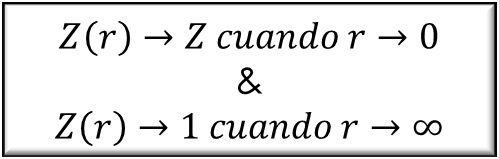 Z(r) → Z cuando r → 0
&
Z(r) → 1 cuando r → ∞